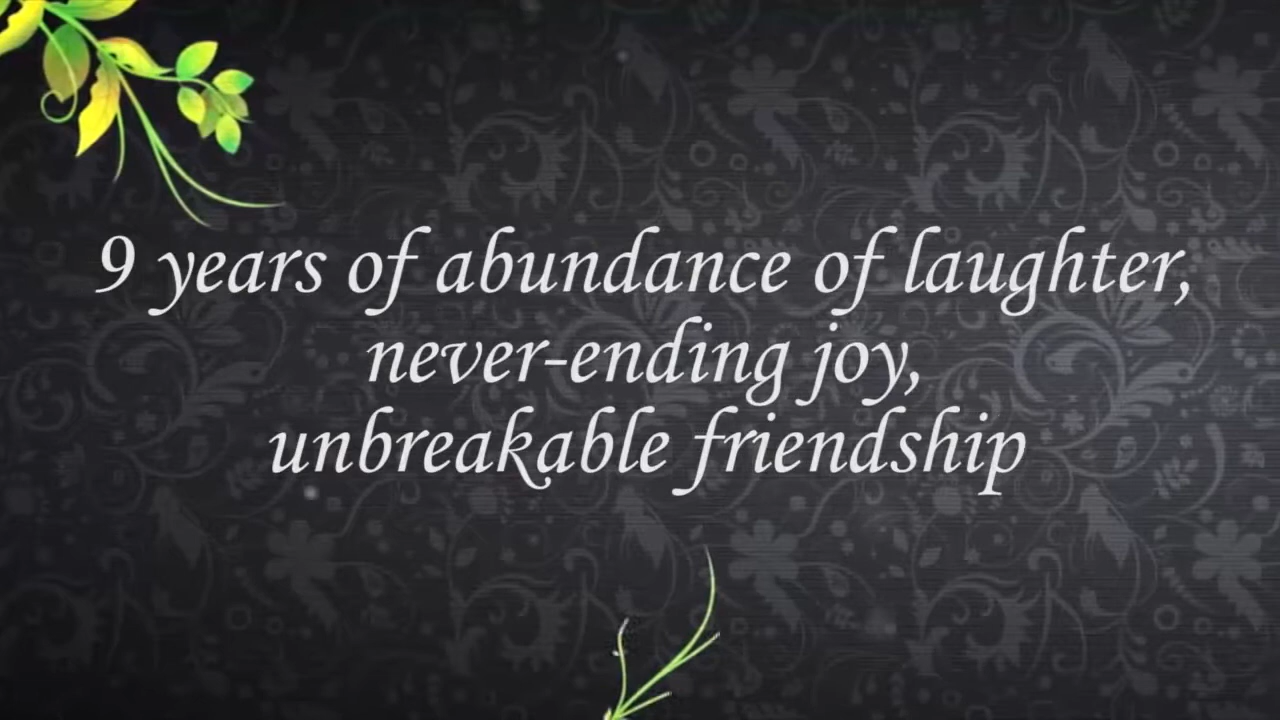 9 years of abundance of laughter,
never-ending joy,
unbreakable friendship